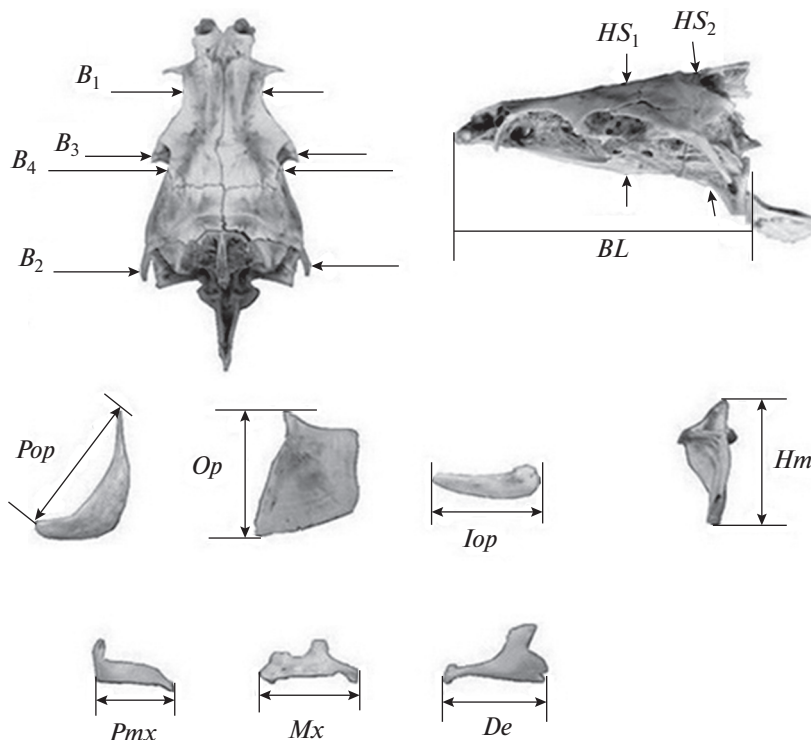 HS1 HS2
B1
B3
B4
B2
BL
Pop Op Iop Hm
Pmx Mx De